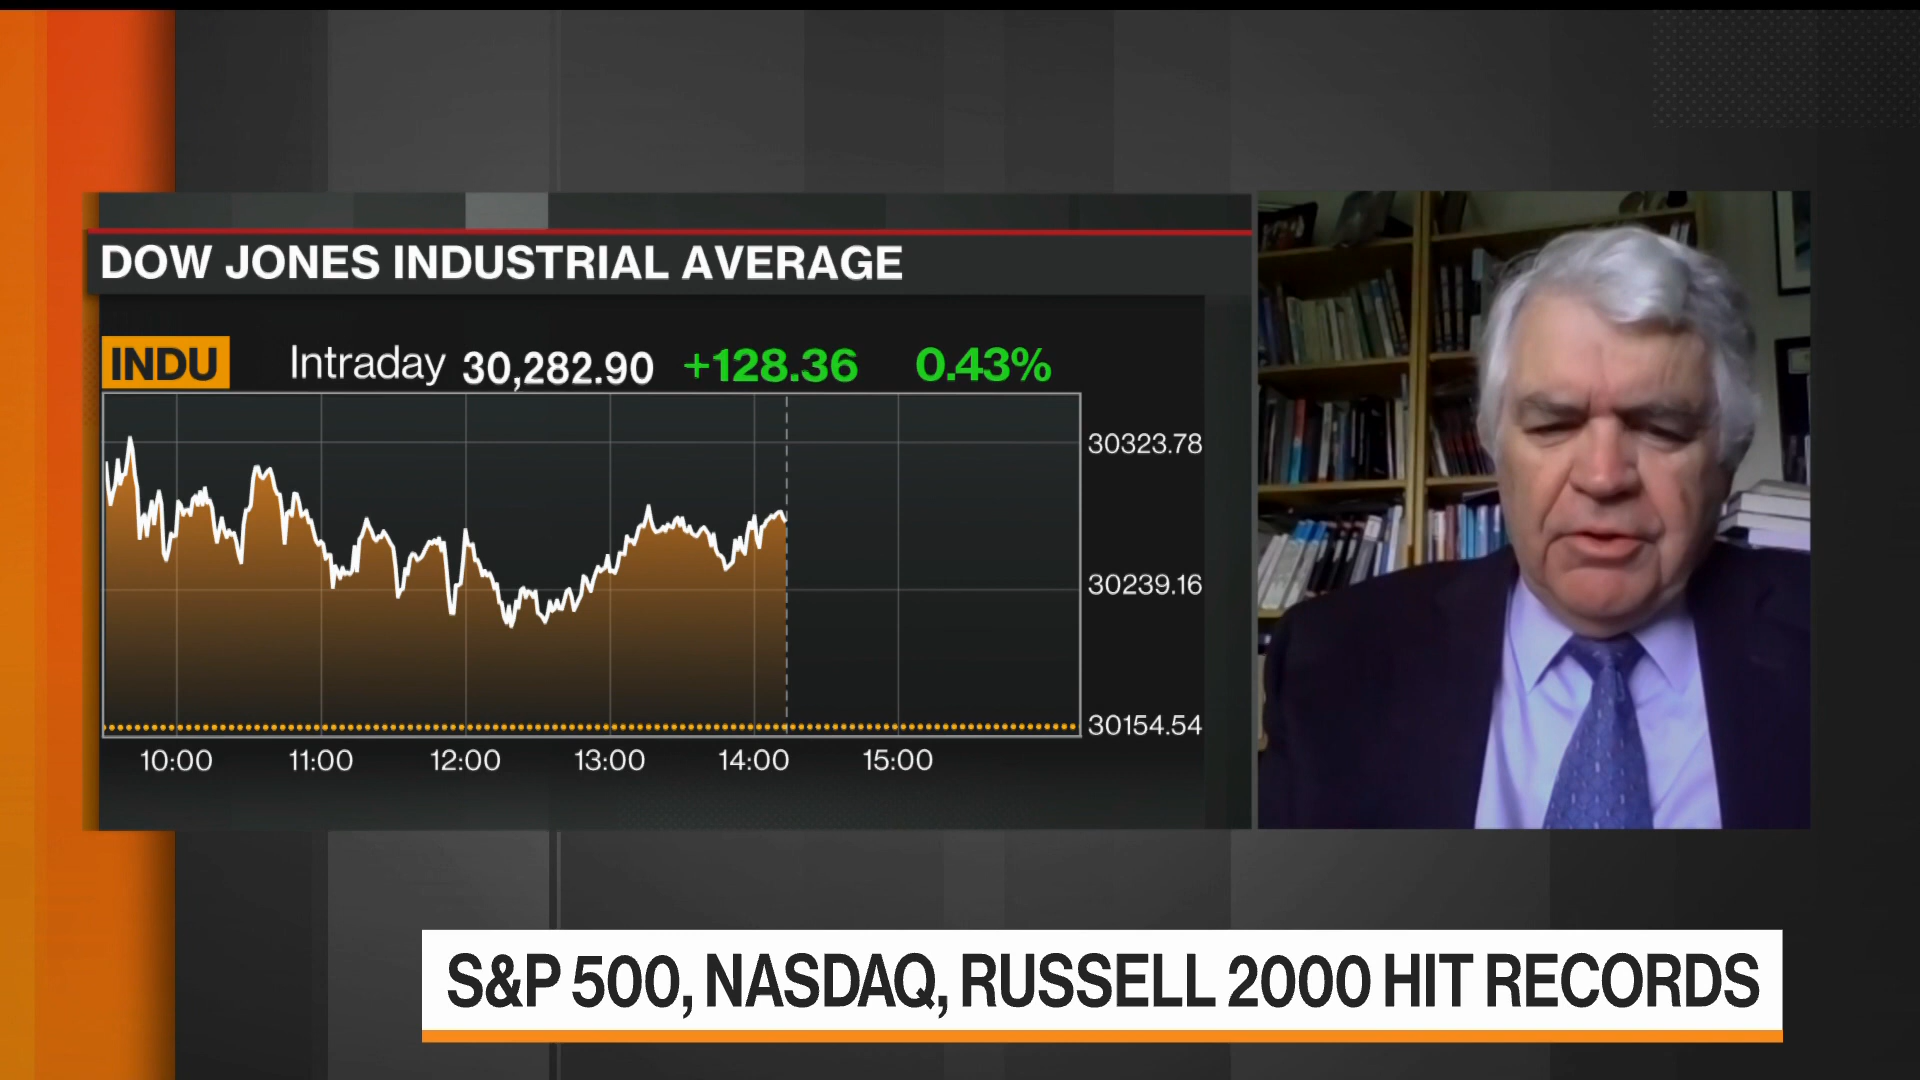 DOW JONES INDUSTRIAL AVERAGE
INDU Intraday 30,282.90 +128.36 0.43%
30323.78
30239.16
30154.54
10:00 11:00 12:00 13:00 14:00 15:00
S&P 500, NASDAQ, RUSSELL 2000 HIT RECORDS